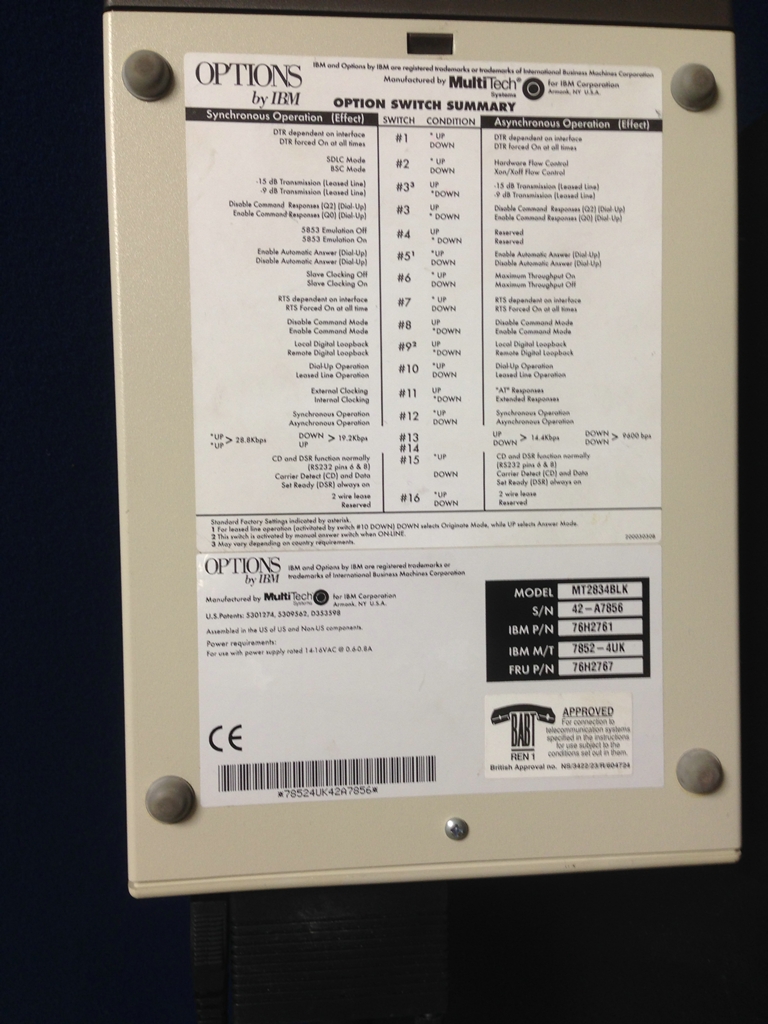 OPTIONS by IBM
IBM and Options by IBM are registered trademarks or trademarks of International Business Machines Corporation
Manufactured by MultiTech Systems for IBM Corporation Armonk, NY U.S.A.
OPTION SWITCH SUMMARY
Synchronous Operation (Effect) SWITCH CONDITION Asynchronous Operation (Effect)
DTR dependent on interface #1 * UP DTR dependent on interface
DTR forced On at all times DOWN DTR forced On at all times
SDLC Mode #2 * UP Hardware Flow Control
BSC Mode DOWN Xon/Xoff Flow Control
-15 dB Transmission (Leased Line) #3³ UP -15 dB Transmission (Leased Line)
-9 dB Transmission (Leased Line) *DOWN -9 dB Transmission (Leased Line)
Disable Command Responses (Q2) (Dial-Up) #3 UP Disable Command Responses (Q2) (Dial-Up)
Enable Command Responses (Q0) (Dial-Up) * DOWN Enable Command Responses (Q0) (Dial-Up)
5853 Emulation Off #4 UP Reserved
5853 Emulation On * DOWN Reserved
Enable Automatic Answer (Dial-Up) #5¹ *UP Enable Automatic Answer (Dial-Up)
Disable Automatic Answer (Dial-Up) DOWN Disable Automatic Answer (Dial-Up)
Slave Clocking Off #6 * UP Maximum Throughput On
Slave Clocking On DOWN Maximum Throughput Off
RTS dependent on interface #7 * UP RTS dependent on interface
RTS Forced On at all time DOWN RTS Forced On at all times
Disable Command Mode #8 UP Disable Command Mode
Enable Command Mode *DOWN Enable Command Mode
Local Digital Loopback #9² UP Local Digital Loopback
Remote Digital Loopback *DOWN Remote Digital Loopback
Dial-Up Operation #10 *UP Dial-Up Operation
Leased Line Operation DOWN Leased Line Operation
External Clocking #11 UP "AT" Responses
Internal Clocking *DOWN Extended Responses
Synchronous Operation #12 *UP Synchronous Operation
Asynchronous Operation DOWN Asynchronous Operation
*UP > 28.8Kbps DOWN > 19.2Kbps #13 UP > 14.4Kbps DOWN > 9600 bps
*UP UP #14 DOWN DOWN
CD and DSR function normally #15 *UP CD and DSR function normally
(RS232 pins 6 & 8) (RS232 pins 6 & 8)
Carrier Detect (CD) and Data DOWN Carrier Detect (CD) and Data
Set Ready (DSR) always on Set Ready (DSR) always on
2 wire lease #16 *UP 2 wire lease
Reserved DOWN Reserved
Standard Factory Settings indicated by asterisk.
1 For leased line operation (activitated by switch #10 DOWN) DOWN selects Originate Mode, while UP selects Answer Mode.
2 This switch is activated by manual answer switch when ON-LINE.
3 May vary depending on country requirements.
OPTIONS by IBM
IBM and Options by IBM are registered trademarks or
trademarks of International Business Machines Corporation
Manufactured by MultiTech Systems for IBM Corporation Armonk, N.Y U.S.A.
U.S.Patents: 5301274, 5309562, D353598
Assembled in the US of US and Non-US components.
Power requirements:
For use with power supply rated 14-16VAC @ 0.6-0.8A
MODEL MT2834BLK
S/N 42-A7856
IBM P/N 76H2761
IBM M/T 7852-4UK
FRU P/N 76H2767
CE
*78524UK42A7856*
BABT
REN 1
APPROVED
For connection to
telecommunication systems
specified in the instructions
for use subject to the
conditions set out in them.
British Approval no. NS/3422/23/R/604724